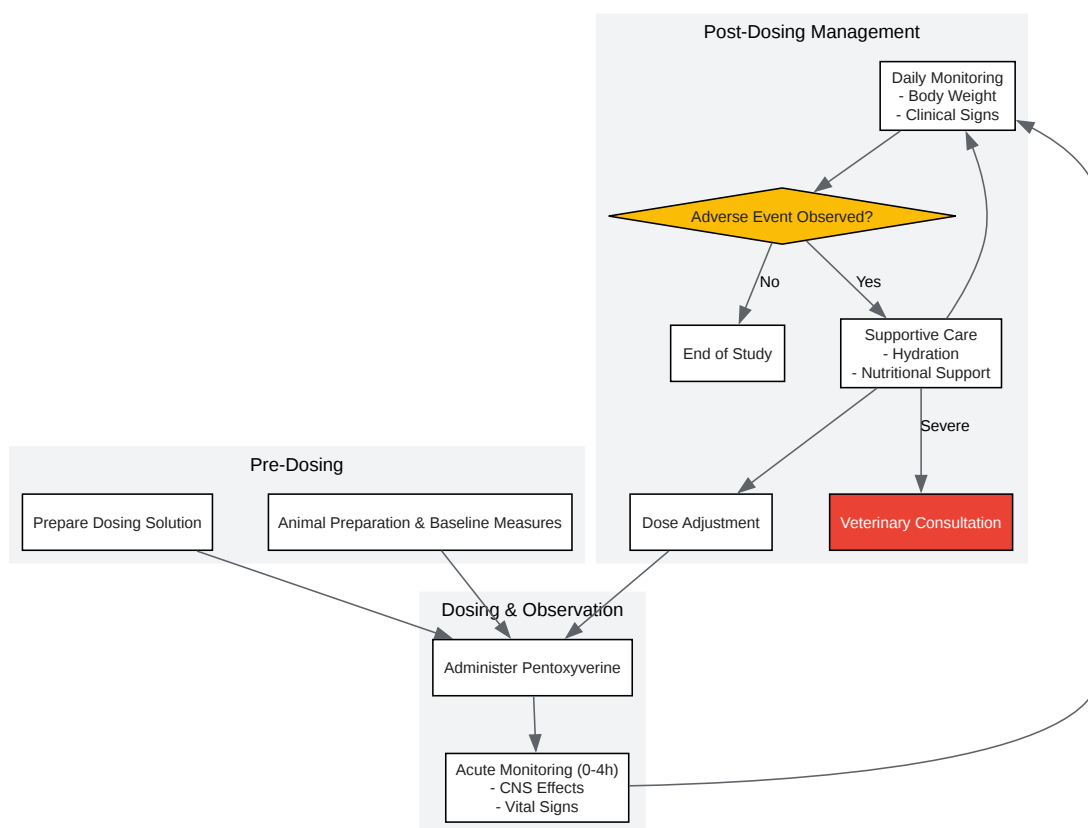 Post-Dosing Management
Daily Monitoring
- Body Weight
- Clinical Signs
Adverse Event Observed?
No
Yes
End of Study
Supportive Care
- Hydration
- Nutritional Support
Severe
Pre-Dosing
Prepare Dosing Solution
Animal Preparation & Baseline Measures
Dose Adjustment
Veterinary Consultation
Dosing & Observation
Administer Pentoxyverine
Acute Monitoring (0-4h)
- CNS Effects
- Vital Signs